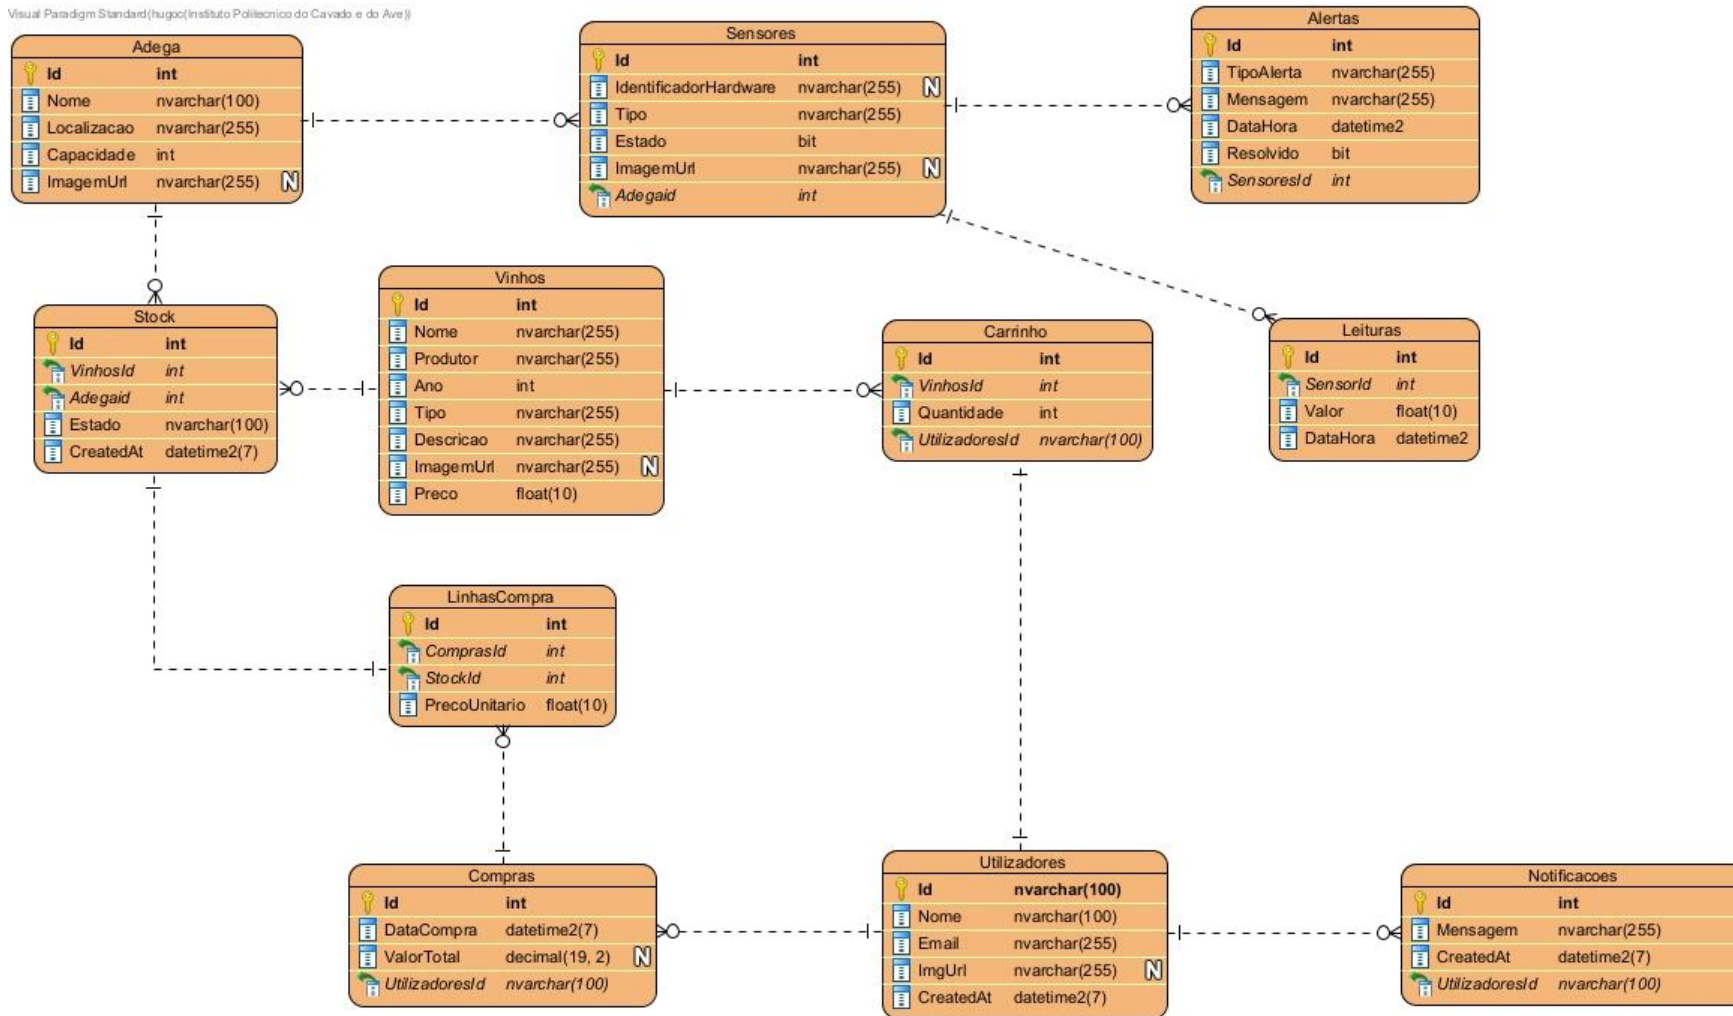 Visual Paradigm Standard(hugoc(Instituto Politecnico do Cavado e do Ave))
Adega
Id int
Nome nvarchar(100)
Localizacao nvarchar(255)
Capacidade int
ImagemUrl nvarchar(255) N
Sensores
Id int
IdentificadorHardware nvarchar(255) N
Tipo nvarchar(255)
Estado bit
ImagemUrl nvarchar(255) N
Adegaid int
Alertas
Id int
TipoAlerta nvarchar(255)
Mensagem nvarchar(255)
DataHora datetime2
Resolvido bit
SensoresId int
Stock
Id int
VinhosId int
Adegaid int
Estado nvarchar(100)
CreatedAt datetime2(7)
Vinhos
Id int
Nome nvarchar(255)
Produtor nvarchar(255)
Ano int
Tipo nvarchar(255)
Descricao nvarchar(255)
ImagemUrl nvarchar(255) N
Preco float(10)
Carrinho
Id int
VinhosId int
Quantidade int
UtilizadoresId nvarchar(100)
Leituras
Id int
SensorId int
Valor float(10)
DataHora datetime2
LinhasCompra
Id int
ComprasId int
StockId int
PrecoUnitario float(10)
Compras
Id int
DataCompra datetime2(7)
ValorTotal decimal(19, 2) N
UtilizadoresId nvarchar(100)
Utilizadores
Id nvarchar(100)
Nome nvarchar(100)
Email nvarchar(255)
ImgUrl nvarchar(255) N
CreatedAt datetime2(7)
Notificacoes
Id int
Mensagem nvarchar(255)
CreatedAt datetime2(7)
UtilizadoresId nvarchar(100)